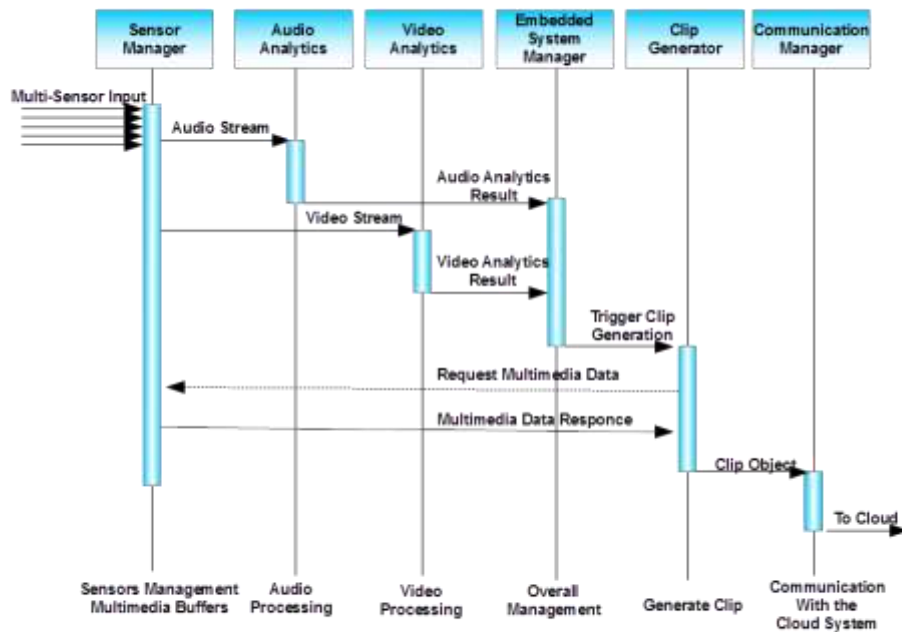 Sensor
Manager
Audio
Analytics
Video
Analytics
Embedded
System
Manager
Clip
Generator
Communication
Manager
Multi-Sensor Input
Audio Stream
Audio Analytics
Result
Video Stream
Video Analytics
Result
Trigger Clip
Generation
Request Multimedia Data
Multimedia Data Responce
Clip Object
To Cloud
Sensors Management
Multimedia Buffers
Audio
Processing
Video
Processing
Overall
Management
Generate Clip
Communication
With the
Cloud System